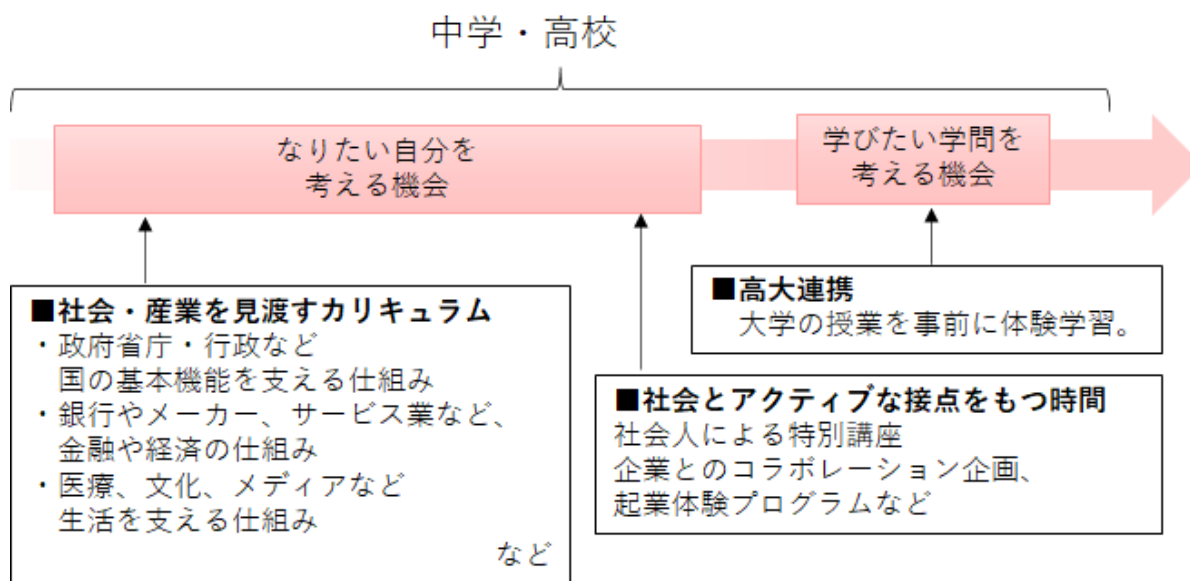 中学・高校
なりたい自分を
考える機会
学びたい学問を
考える機会
■社会・産業を見渡すカリキュラム
・政府省庁・行政など
国の基本機能を支える仕組み
・銀行やメーカー、サービス業など、
金融や経済の仕組み
・医療、文化、メディアなど
生活を支える仕組み
など
■高大連携
大学の授業を事前に体験学習。
■社会とアクティブな接点をもつ時間
社会人による特別講座
企業とのコラボレーション企画、
起業体験プログラムなど